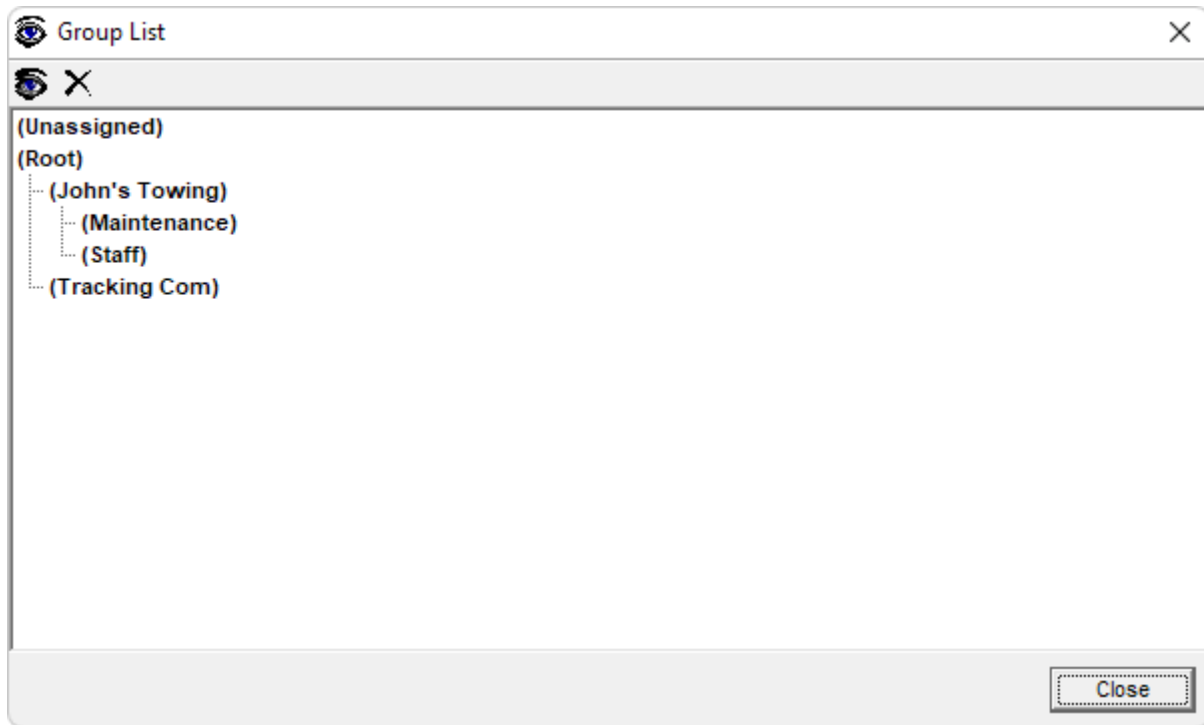 Group List
(Unassigned)
(Root)
(John's Towing)
(Maintenance)
(Staff)
(Tracking Com)
Close